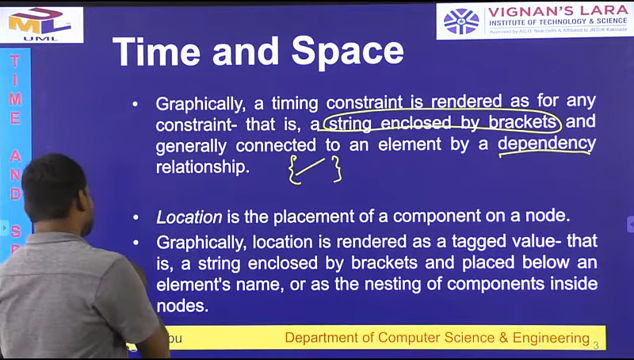 UML
VIGNAN'S LARA
INSTITUTE OF TECHNOLOGY & SCIENCE
Time and Space
TIME AND
• Graphically, a timing constraint is rendered as for any
constraint- that is, a string enclosed by brackets and
generally connected to an element by a dependency
relationship.
{ }
• Location is the placement of a component on a node.
• Graphically, location is rendered as a tagged value- that
is, a string enclosed by brackets and placed below an
element's name, or as the nesting of components inside
nodes.
Department of Computer Science & Engineering
3